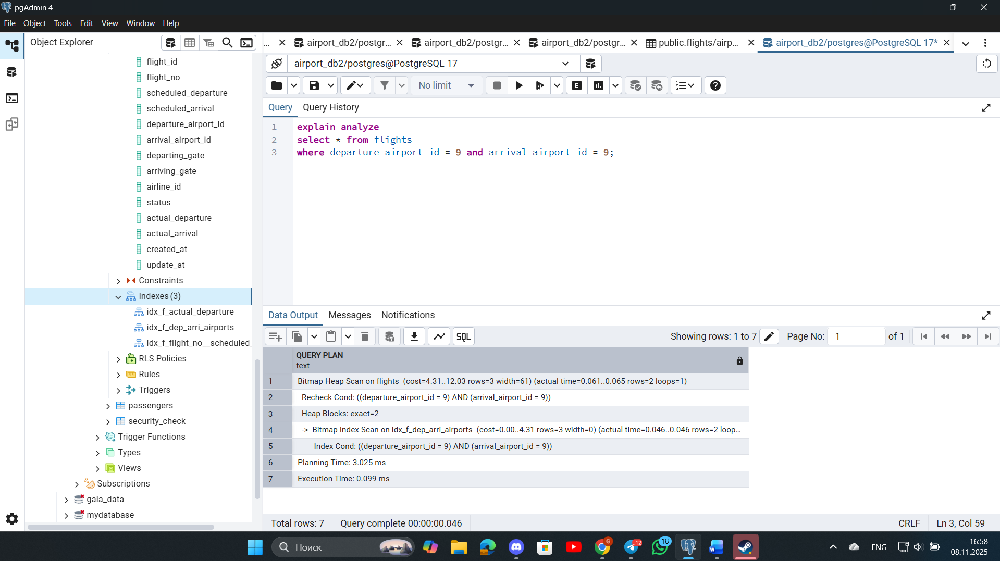 pgAdmin 4
File Object Tools Edit View Window Help
Object Explorer
... airport_db2/postgr... airport_db2/postgr... airport_db2/postgr... public.flights/airp... airport_db2/postgres@PostgreSQL 17*
airport_db2/postgres@PostgreSQL 17
No limit
E
Query Query History
1 explain analyze
2 select * from flights
3 where departure_airport_id = 9 and arrival_airport_id = 9;
flight_id
flight_no
scheduled_departure
scheduled_arrival
departure_airport_id
arrival_airport_id
departing_gate
arriving_gate
airline_id
status
actual_departure
actual_arrival
created_at
update_at
Constraints
Indexes (3)
idx_f_actual_departure
idx_f_dep_arri_airports
idx_f_flight_no__scheduled_
RLS Policies
Rules
Triggers
passengers
security_check
Trigger Functions
Types
Views
Subscriptions
gala_data
mydatabase
Data Output Messages Notifications
SQL
Showing rows: 1 to 7
Page No: 1 of 1
QUERY PLAN
text
1 Bitmap Heap Scan on flights (cost=4.31..12.03 rows=3 width=61) (actual time=0.061..0.065 rows=2 loops=1)
2 Recheck Cond: ((departure_airport_id = 9) AND (arrival_airport_id = 9))
3 Heap Blocks: exact=2
4 -> Bitmap Index Scan on idx_f_dep_arri_airports (cost=0.00..4.31 rows=3 width=0) (actual time=0.046..0.046 rows=2 loop...
5 Index Cond: ((departure_airport_id = 9) AND (arrival_airport_id = 9))
6 Planning Time: 3.025 ms
7 Execution Time: 0.099 ms
Total rows: 7 Query complete 00:00:00.046
CRLF Ln 3, Col 59
Поиск
G
12
18
W
ENG
16:58
08.11.2025